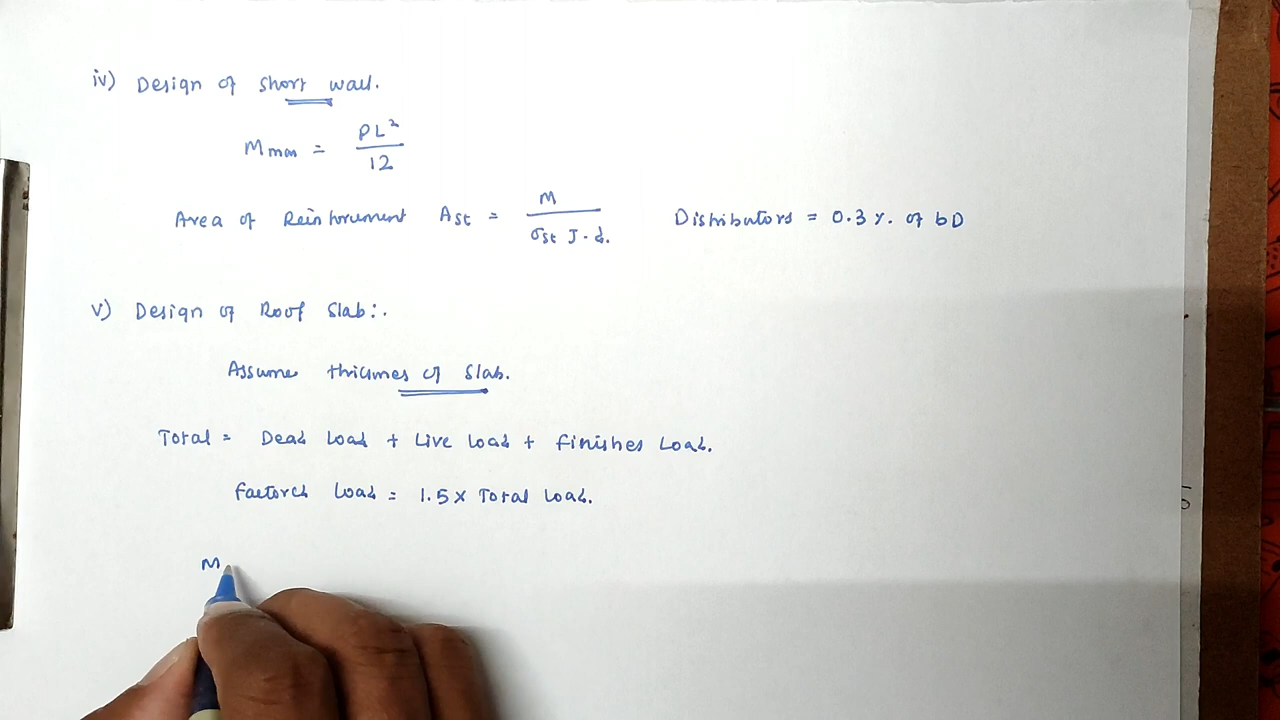 iv) Design of Short wall.
Mmax = PL²/12
Area of Reinforcement Ast = M/σst J.d. Distributors = 0.3 %. of bD
v) Design of Roof Slab:.
Assume thickness of Slab.
Total = Dead Load + Live Load + finishes Load.
factored Load = 1.5 x Total Load.
M
10